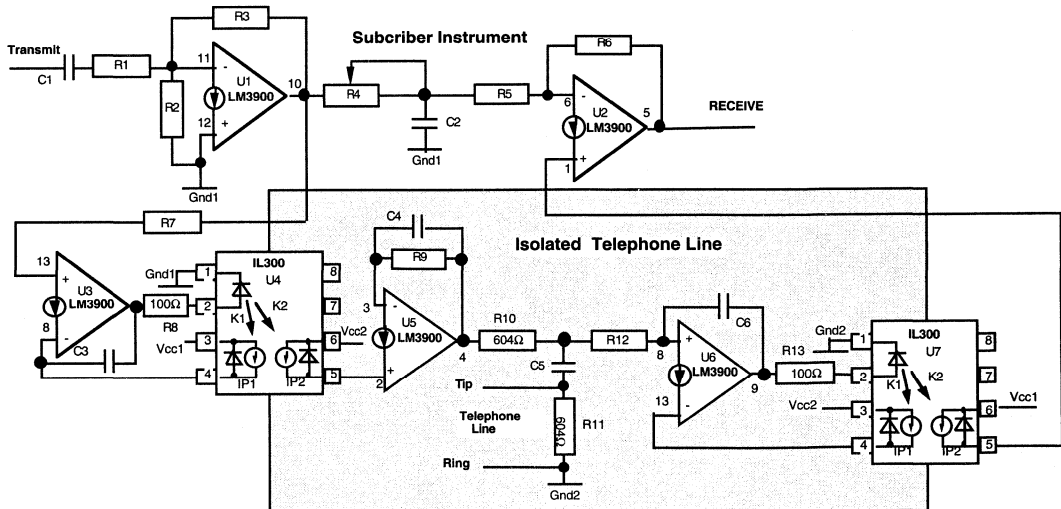 R3
Subcriber Instrument
Ri6
Transmit
C1
R1
11
-
U1
LM3900
10
R4
R5
6
-
U2
LM3900
5
RECEIVE
R2
12
+
C2
Gnd1
Gnd1
1
+
R7
C4
Isolated Telephone Line
13
+
U3
LM3900
8
-
C3
Gnd1
100Ω
R8
IL300
U4
1
2
3
4
8
7
6
5
K1
K2
IP1
IP2
Vcc1
Vcc2
R9
3
-
U5
LM3900
2
+
4
R10
604Ω
R12
C5
Tip
Telephone
Line
Ring
604Ω
R11
Gnd2
C6
8
+
U6
LM3900
13
-
9
R13
100Ω
Gnd2
IL300
U7
1
2
3
4
8
7
6
5
K1
K2
IP1
IP2
Vcc2
Vcc1